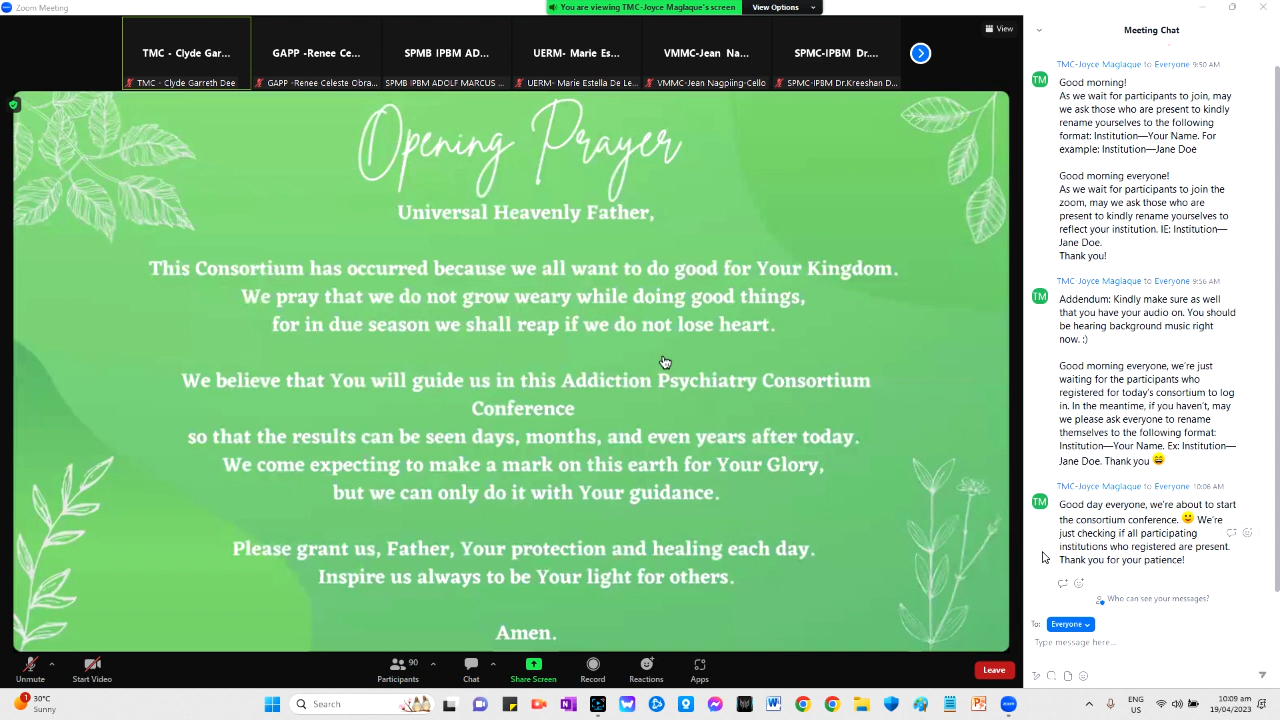 Zoom Meeting
You are viewing TMC-Joyce Maglaque's screen
View Options
View
TMC - Clyde Gar...
GAPP -Renee Ce...
SPMB IPBM AD...
UERM- Marie Es...
VMMC-Jean Na...
SPMC-IPBM Dr....
TMC - Clyde Garreth Dee
GAPP -Renee Celeste Obra...
SPMB IPBM ADOLF MARCUS ...
UERM- Marie Estella De Le...
VMMC-Jean Nagpiing-Cello
SPMC-IPBM Dr.Kreeshan D...
Opening Prayer
Universal Heavenly Father,
This Consortium has occurred because we all want to do good for Your Kingdom.
We pray that we do not grow weary while doing good things,
for in due season we shall reap if we do not lose heart.
We believe that You will guide us in this Addiction Psychiatry Consortium
Conference
so that the results can be seen days, months, and even years after today.
We come expecting to make a mark on this earth for Your Glory,
but we can only do it with Your guidance.
Please grant us, Father, Your protection and healing each day.
Inspire us always to be Your light for others.
Amen.
Meeting Chat
TMC-Joyce Maglaque to Everyone 9:50 AM
TM
Good morning!
As we wait for participants to join, may
we ask those who are present to kindly
rename yourselves to the following
format: Institution—Your Name. For
example: Institution—Jane Doe
Good morning everyone!
As we wait for participants to join the
zoom, may we ask those who are
present to kindly rename yourselves to
reflect your institution. IE: Institution—
Jane Doe.
Thank you!
TMC-Joyce Maglaque to Everyone 9:56 AM
TM
Addendum: Kindly make sure as well
that you have your audio on. You should
be hearing background music right
now. :)
Good morning everyone, we're just
waiting for the participants who
registered for today's consortium to log
in. In the meantime, if you haven't, may
we please ask everyone to rename
themselves to the following format:
Institution—Your Name. Ex: Institution—
Jane Doe. Thank you 😄
TMC-Joyce Maglaque to Everyone 10:06 AM
TM
Good day everyone, we're about to start
the consortium conference. 🙂 We're
just checking if all participating
institutions who registered are present.
Thank you for your patience!
Who can see your messages?
To: Everyone
Type message here...
Unmute
Start Video
90
Participants
Chat
Share Screen
Record
Reactions
Apps
Leave
1
30°C
Sunny
Search
ENG
US
10:09 am
19/04/2023